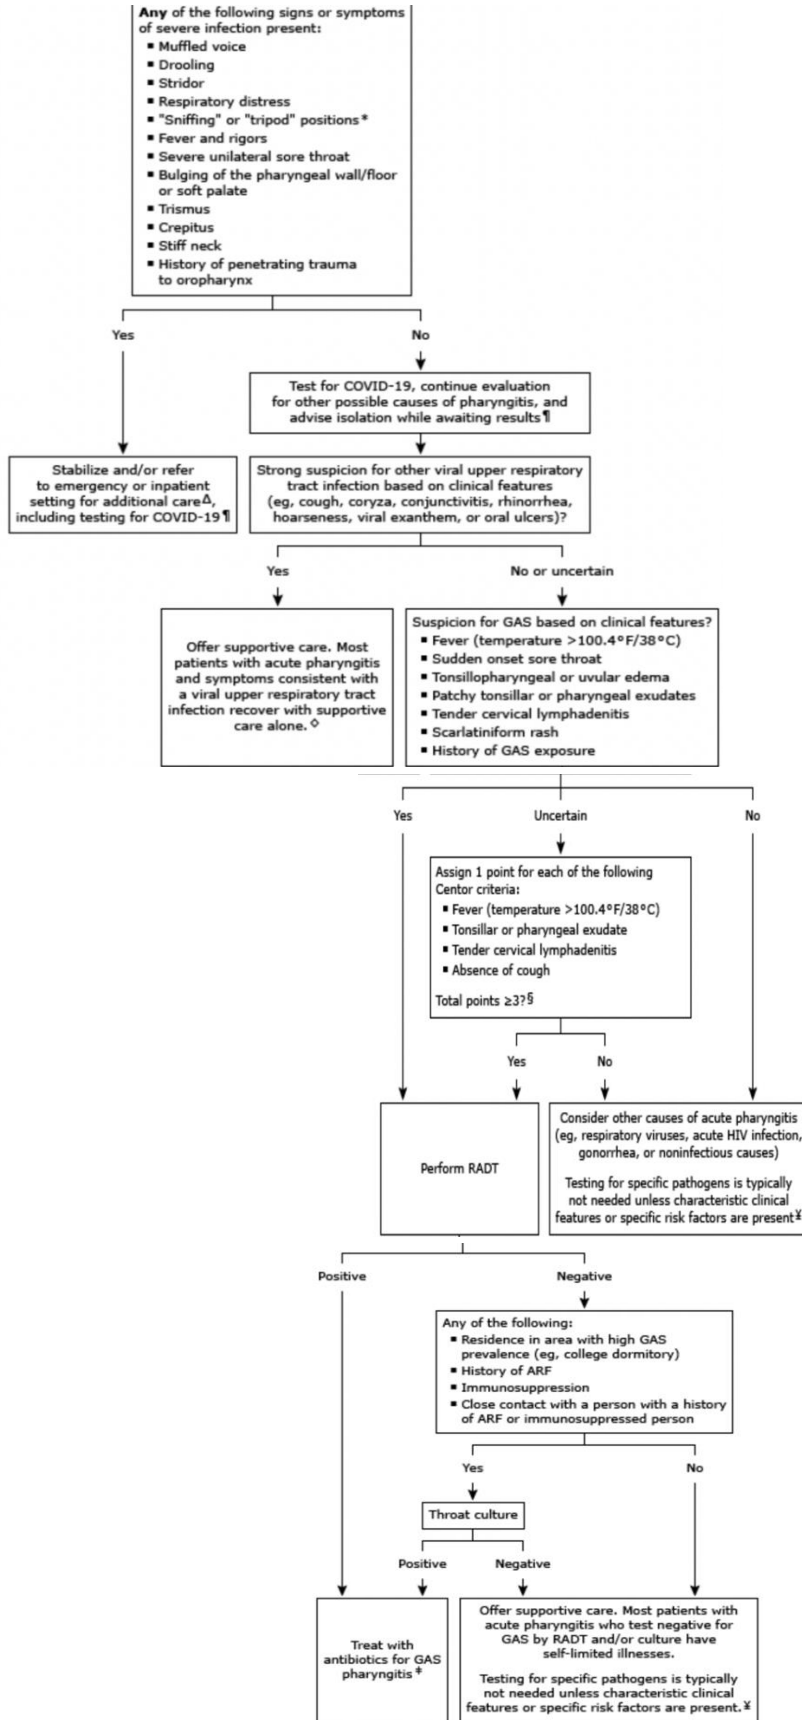 Any of the following signs or symptoms
of severe infection present:
▪ Muffled voice
▪ Drooling
▪ Stridor
▪ Respiratory distress
▪ "Sniffing" or "tripod" positions*
▪ Fever and rigors
▪ Severe unilateral sore throat
▪ Bulging of the pharyngeal wall/floor
or soft palate
▪ Trismus
▪ Crepitus
▪ Stiff neck
▪ History of penetrating trauma
to oropharynx
Yes
No
Test for COVID-19, continue evaluation
for other possible causes of pharyngitis, and
advise isolation while awaiting results¶
Stabilize and/or refer
to emergency or inpatient
setting for additional careΔ,
including testing for COVID-19¶
Strong suspicion for other viral upper respiratory
tract infection based on clinical features
(eg, cough, coryza, conjunctivitis, rhinorrhea,
hoarseness, viral exanthem, or oral ulcers)?
Yes
No or uncertain
Offer supportive care. Most
patients with acute pharyngitis
and symptoms consistent with
a viral upper respiratory tract
infection recover with supportive
care alone.◇
Suspicion for GAS based on clinical features?
▪ Fever (temperature >100.4°F/38°C)
▪ Sudden onset sore throat
▪ Tonsillopharyngeal or uvular edema
▪ Patchy tonsillar or pharyngeal exudates
▪ Tender cervical lymphadenitis
▪ Scarlatiniform rash
▪ History of GAS exposure
Yes
Uncertain
No
Assign 1 point for each of the following
Centor criteria:
▪ Fever (temperature >100.4°F/38°C)
▪ Tonsillar or pharyngeal exudate
▪ Tender cervical lymphadenitis
▪ Absence of cough
Total points ≥3?§
Yes
No
Perform RADT
Consider other causes of acute pharyngitis
(eg, respiratory viruses, acute HIV infection,
gonorrhea, or noninfectious causes)
Testing for specific pathogens is typically
not needed unless characteristic clinical
features or specific risk factors are present¥
Positive
Negative
Any of the following:
▪ Residence in area with high GAS
prevalence (eg, college dormitory)
▪ History of ARF
▪ Immunosuppression
▪ Close contact with a person with a history
of ARF or immunosuppressed person
Yes
No
Throat culture
Positive
Negative
Treat with
antibiotics for GAS
pharyngitis‡
Offer supportive care. Most patients with
acute pharyngitis who test negative for
GAS by RADT and/or culture have
self-limited illnesses.
Testing for specific pathogens is typically
not needed unless characteristic clinical
features or specific risk factors are present.¥